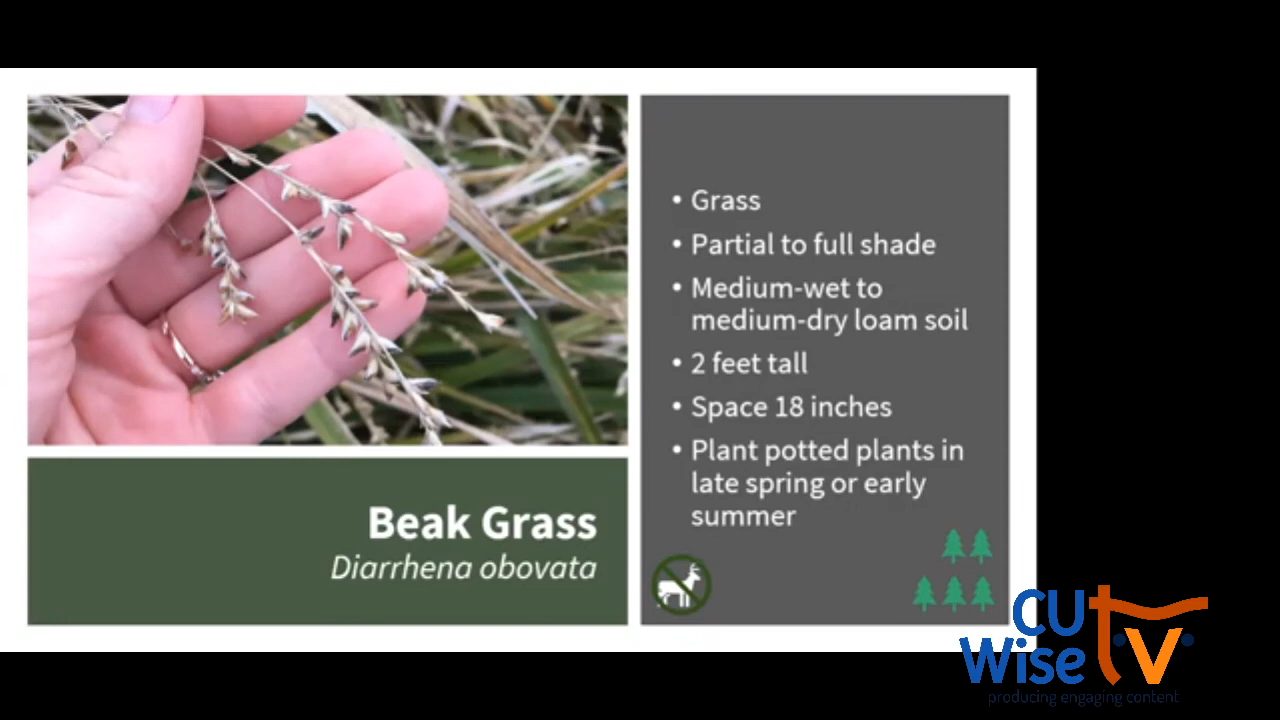 Beak Grass
Diarrhena obovata
• Grass
• Partial to full shade
• Medium-wet to
medium-dry loam soil
• 2 feet tall
• Space 18 inches
• Plant potted plants in
late spring or early
summer
CU
Wise tv
producing engaging content